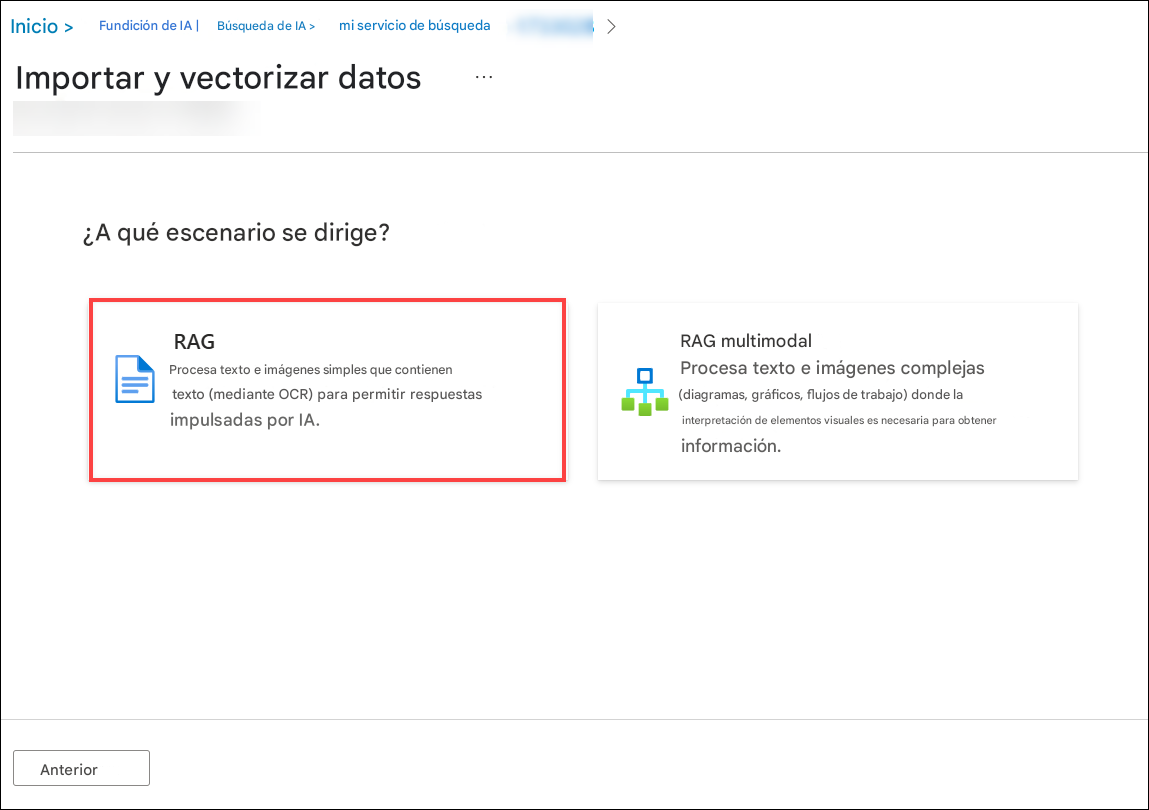 Inicio > Fundición de IA | Búsqueda de IA > mi servicio de búsqueda >
Importar y vectorizar datos ...
¿A qué escenario se dirige?
RAG
Procesa texto e imágenes simples que contienen
texto (mediante OCR) para permitir respuestas
impulsadas por IA.
RAG multimodal
Procesa texto e imágenes complejas
(diagramas, gráficos, flujos de trabajo) donde la
interpretación de elementos visuales es necesaria para obtener
información.
Anterior